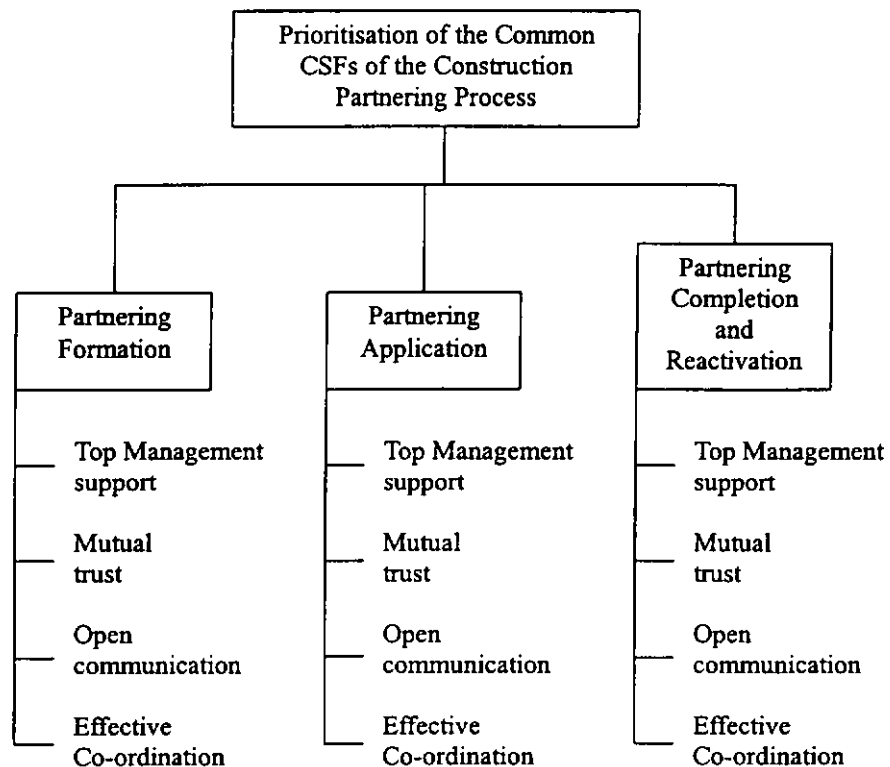 Prioritisation of the Common
CSFs of the Construction
Partnering Process
Partnering
Formation
Top Management
support
Mutual
trust
Open
communication
Effective
Co-ordination
Partnering
Application
Top Management
support
Mutual
trust
Open
communication
Effective
Co-ordination
Partnering
Completion
and
Reactivation
Top Management
support
Mutual
trust
Open
communication
Effective
Co-ordination